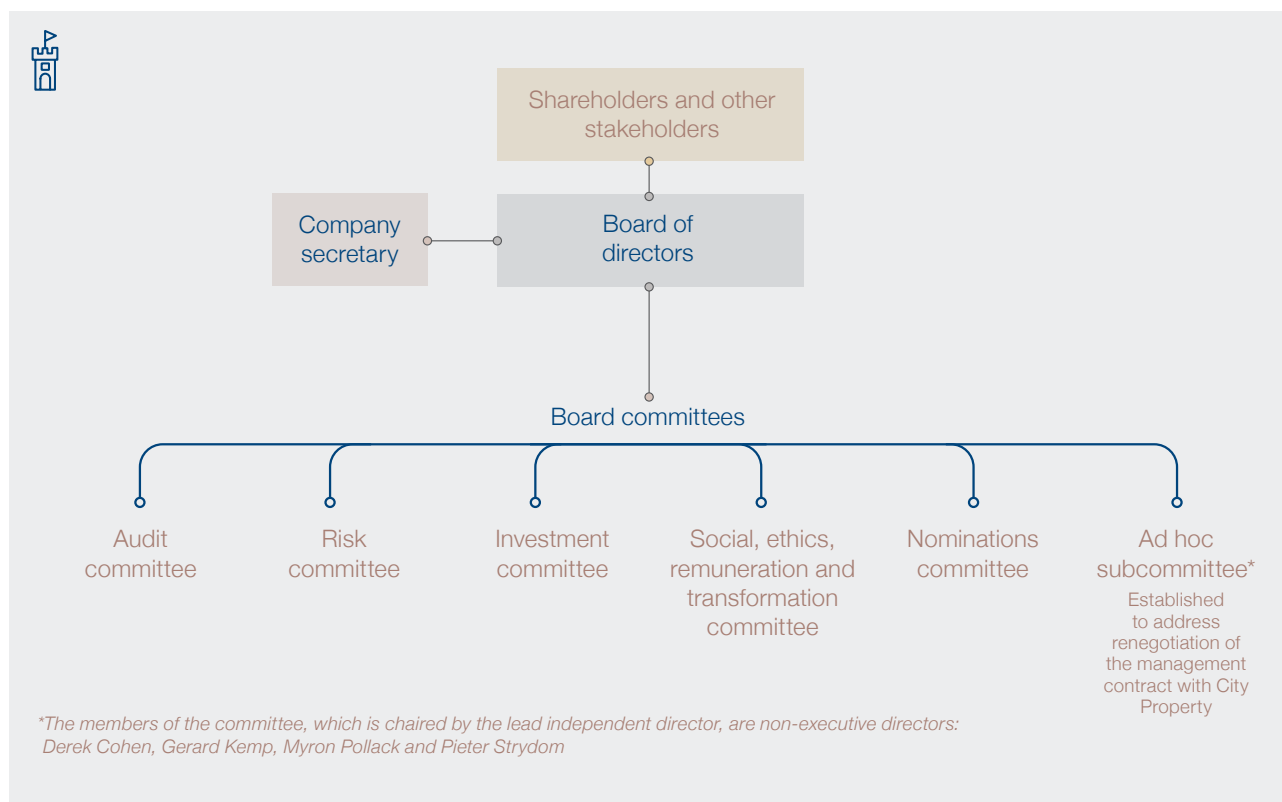 Shareholders and other
stakeholders
Company
secretary
Board of
directors
Board committees
Audit
committee
Risk
committee
Investment
committee
Social, ethics,
remuneration and
transformation
committee
Nominations
committee
Ad hoc
subcommittee*
Established
to address
renegotiation of
the management
contract with City
Property
*The members of the committee, which is chaired by the lead independent director, are non-executive directors:
Derek Cohen, Gerard Kemp, Myron Pollack and Pieter Strydom